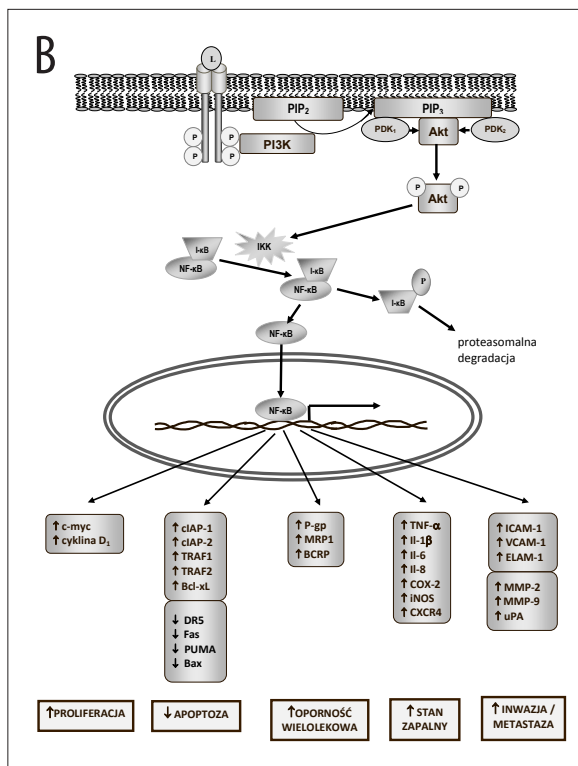 B
L
PIP₂
PIP₃
PDK₁
Akt
PDK₂
P
P
P
P
PI3K
P
Akt
P
IKK
I-κB
NF-κB
I-κB
NF-κB
P
I-κB
NF-κB
proteasomalna
degradacja
NF-κB
↑ c-myc
↑ cyklina D₁
↑ cIAP-1
↑ cIAP-2
↑ TRAF1
↑ TRAF2
↑ Bcl-xL
↓ DR5
↓ Fas
↓ PUMA
↓ Bax
↑ P-gp
↑ MRP1
↑ BCRP
↑ TNF-α
↑ Il-1β
↑ Il-6
↑ Il-8
↑ COX-2
↑ iNOS
↑ CXCR4
↑ ICAM-1
↑ VCAM-1
↑ ELAM-1
↑ MMP-2
↑ MMP-9
↑ uPA
↑PROLIFERACJA
↓ APOPTOZA
↑OPORNOŚĆ
WIELOLEKOWA
↑ STAN
ZAPALNY
↑ INWAZJA /
METASTAZA